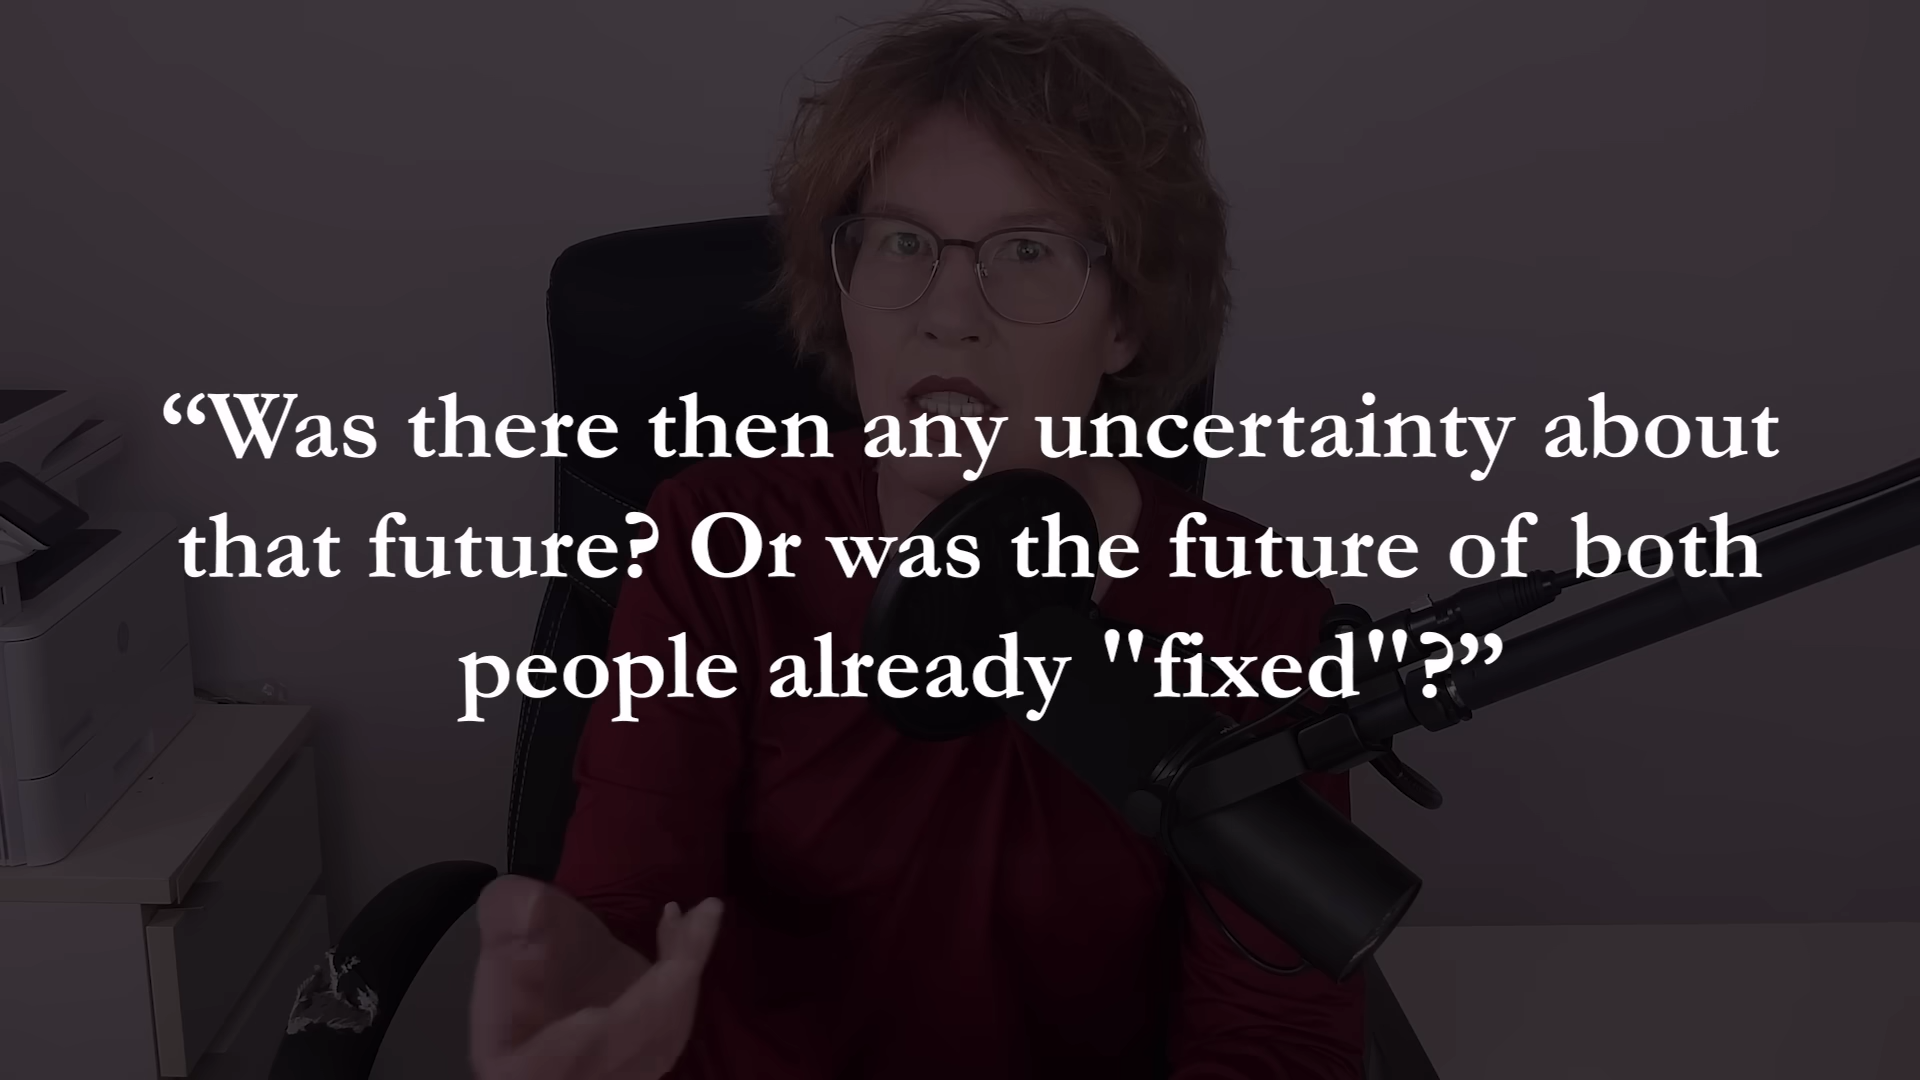 “Was there then any uncertainty about
that future? Or was the future of both
people already "fixed"?”